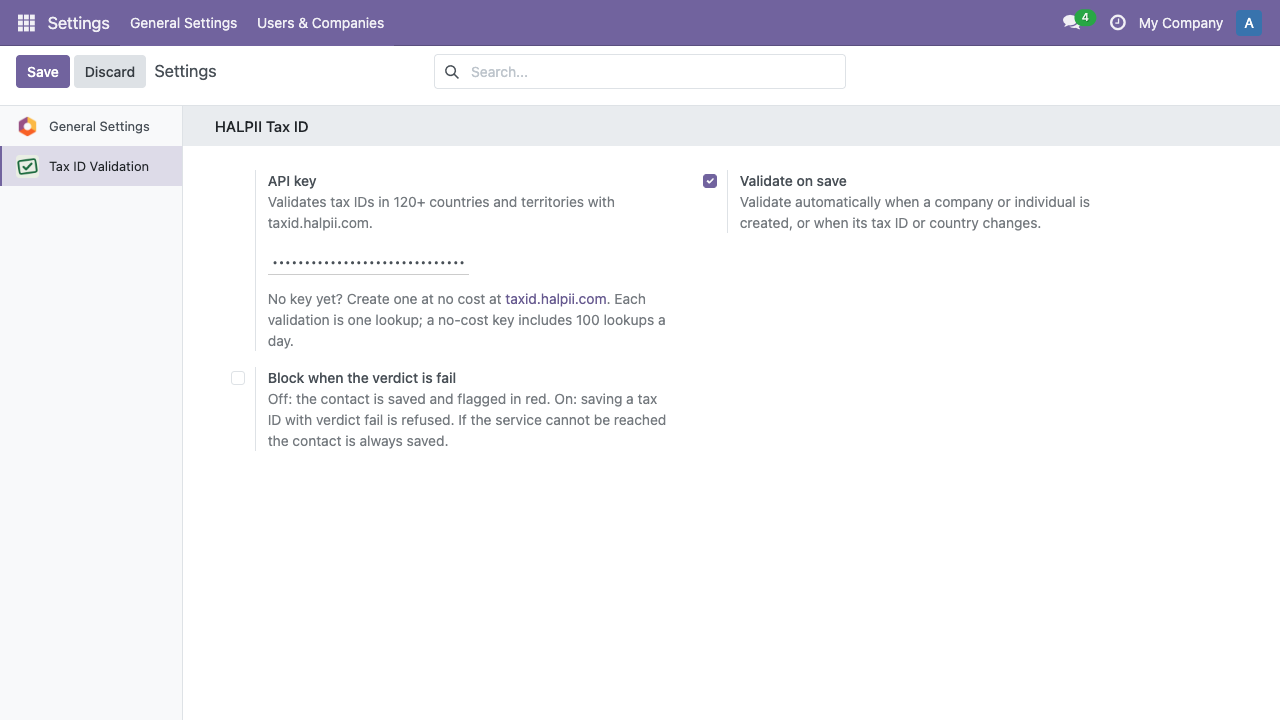 Settings
General Settings
Users & Companies
4
My Company
A
Save
Discard
Settings
Search...
General Settings
Tax ID Validation
HALPII Tax ID
API key
Validates tax IDs in 120+ countries and territories with
taxid.halpii.com.
••••••••••••••••••••••••••••••
No key yet? Create one at no cost at taxid.halpii.com. Each
validation is one lookup; a no-cost key includes 100 lookups a
day.
Validate on save
Validate automatically when a company or individual is
created, or when its tax ID or country changes.
Block when the verdict is fail
Off: the contact is saved and flagged in red. On: saving a tax
ID with verdict fail is refused. If the service cannot be reached
the contact is always saved.